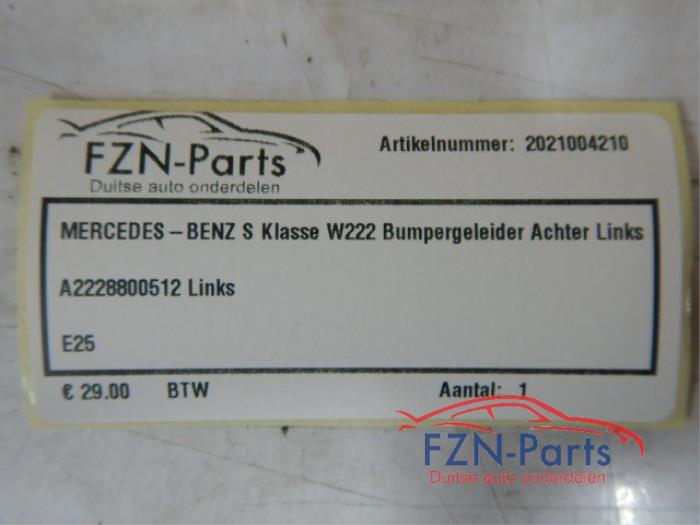 FZN-Parts
Duitse auto onderdelen
Artikelnummer: 2021004210
MERCEDES – BENZ S Klasse W222 Bumpergeleider Achter Links
A2228800512 Links
E25
€ 29.00 BTW Aantal: 1
FZN-Parts
Duitse auto onderdelen